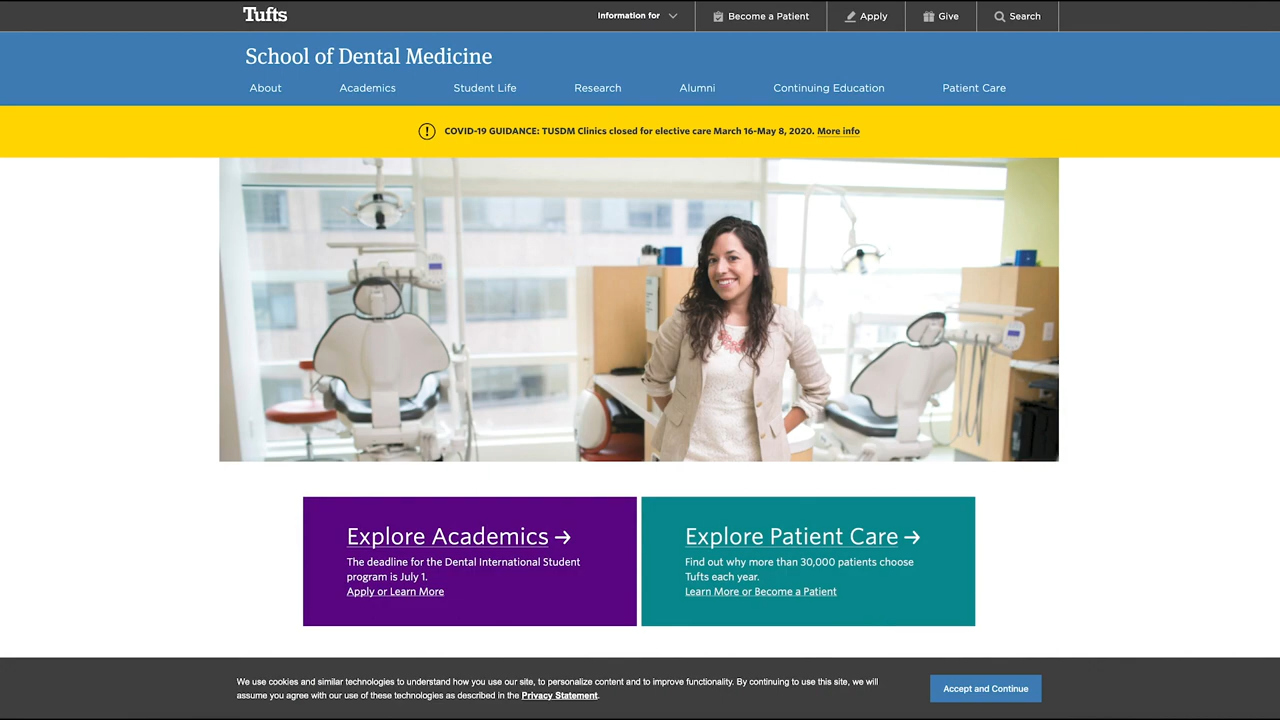 Tufts
Information for
Become a Patient
Apply
Give
Search
School of Dental Medicine
About
Academics
Student Life
Research
Alumni
Continuing Education
Patient Care
COVID-19 GUIDANCE: TUSDM Clinics closed for elective care March 16-May 8, 2020. More info
Explore Academics →
The deadline for the Dental International Student
program is July 1.
Apply or Learn More
Explore Patient Care →
Find out why more than 30,000 patients choose
Tufts each year.
Learn More or Become a Patient
We use cookies and similar technologies to understand how you use our site, to personalize content and to improve functionality. By continuing to use this site, we will
assume you agree with our use of these technologies as described in the Privacy Statement.
Accept and Continue